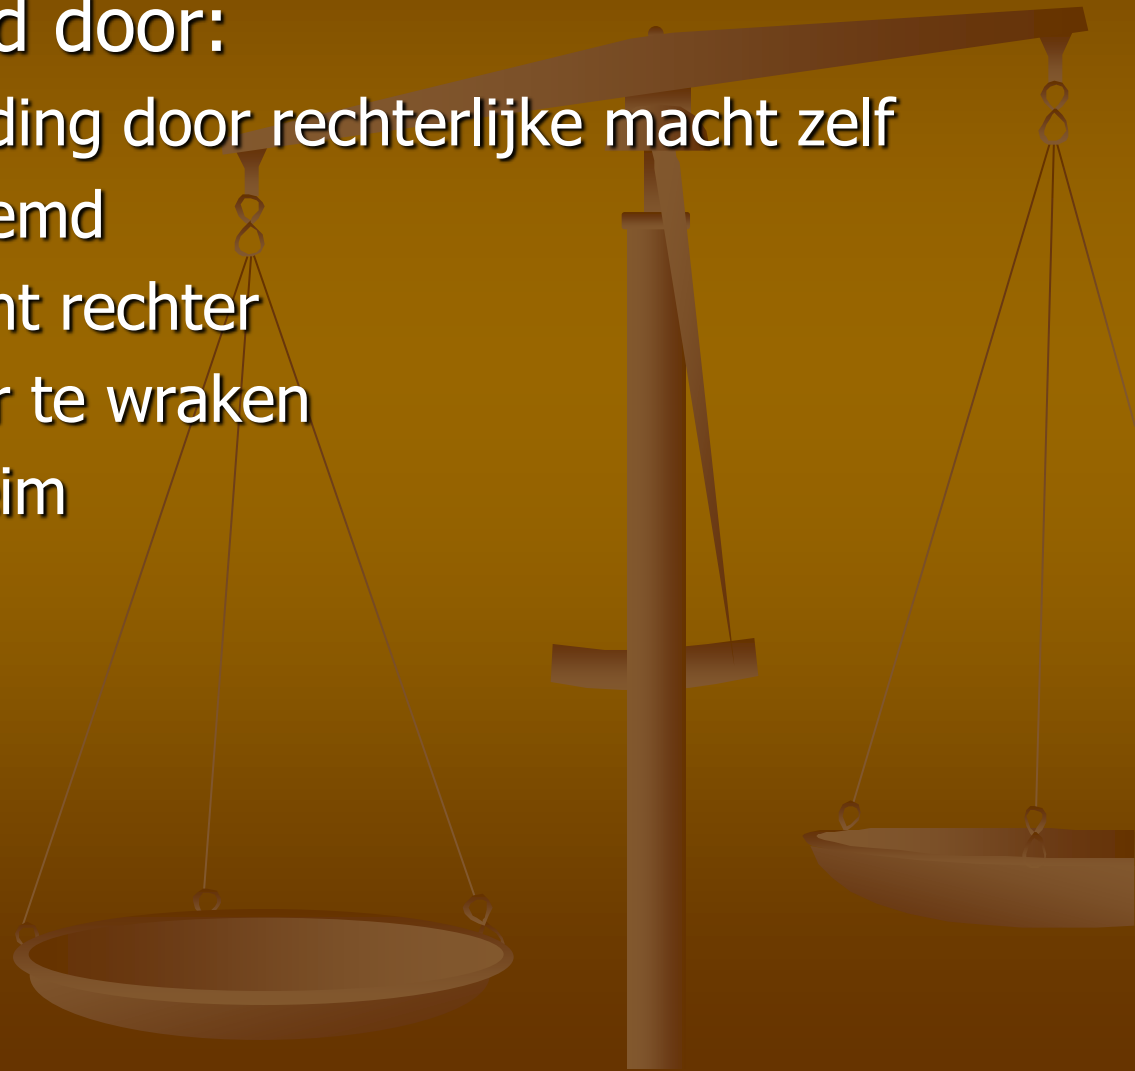 d door:
ding door rechterlijke macht zelf
emd
nt rechter
r te wraken
im